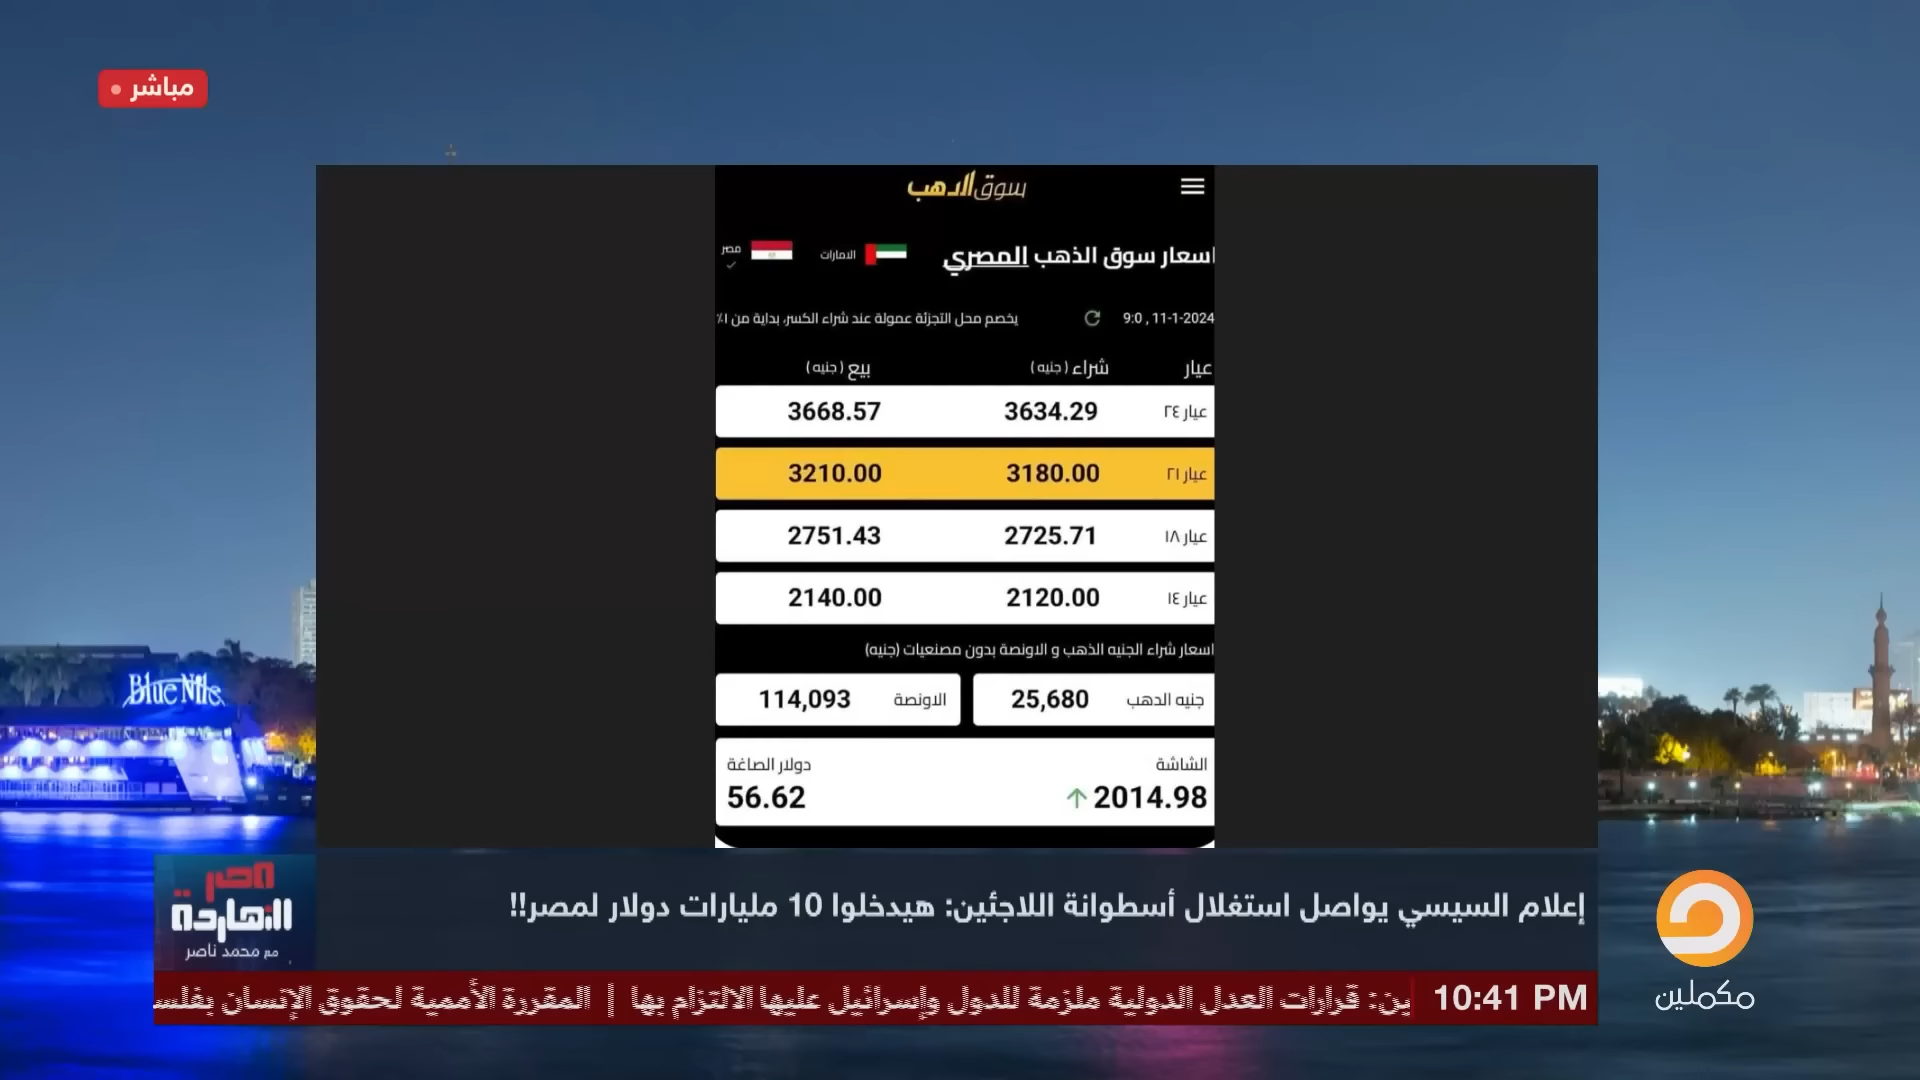 مباشر
سوق الدهب
اسعار سوق الذهب المصري
الامارات
مصر
9:0 , 11-1-2024
يخصم محل التجزئة عمولة عند شراء الكسر، بداية من ١٪
عيار شراء ( جنيه ) بيع ( جنيه )
عيار ٢٤ 3634.29 3668.57
عيار ٢١ 3180.00 3210.00
عيار ١٨ 2725.71 2751.43
عيار ١٤ 2120.00 2140.00
اسعار شراء الجنيه الذهب و الاونصة بدون مصنعيات (جنيه)
جنيه الدهب 25,680 الاونصة 114,093
الشاشة دولار الصاغة
2014.98 56.62
Blue Nile
إعلام السيسي يواصل استغلال أسطوانة اللاجئين: هيدخلوا 10 مليارات دولار لمصر!!
مصر
النهاردة
مع محمد ناصر
10:41 PM
ين: قرارات العدل الدولية ملزمة للدول وإسرائيل عليها الالتزام بها | المقررة الأممية لحقوق الإنسان بفلس
مكملين